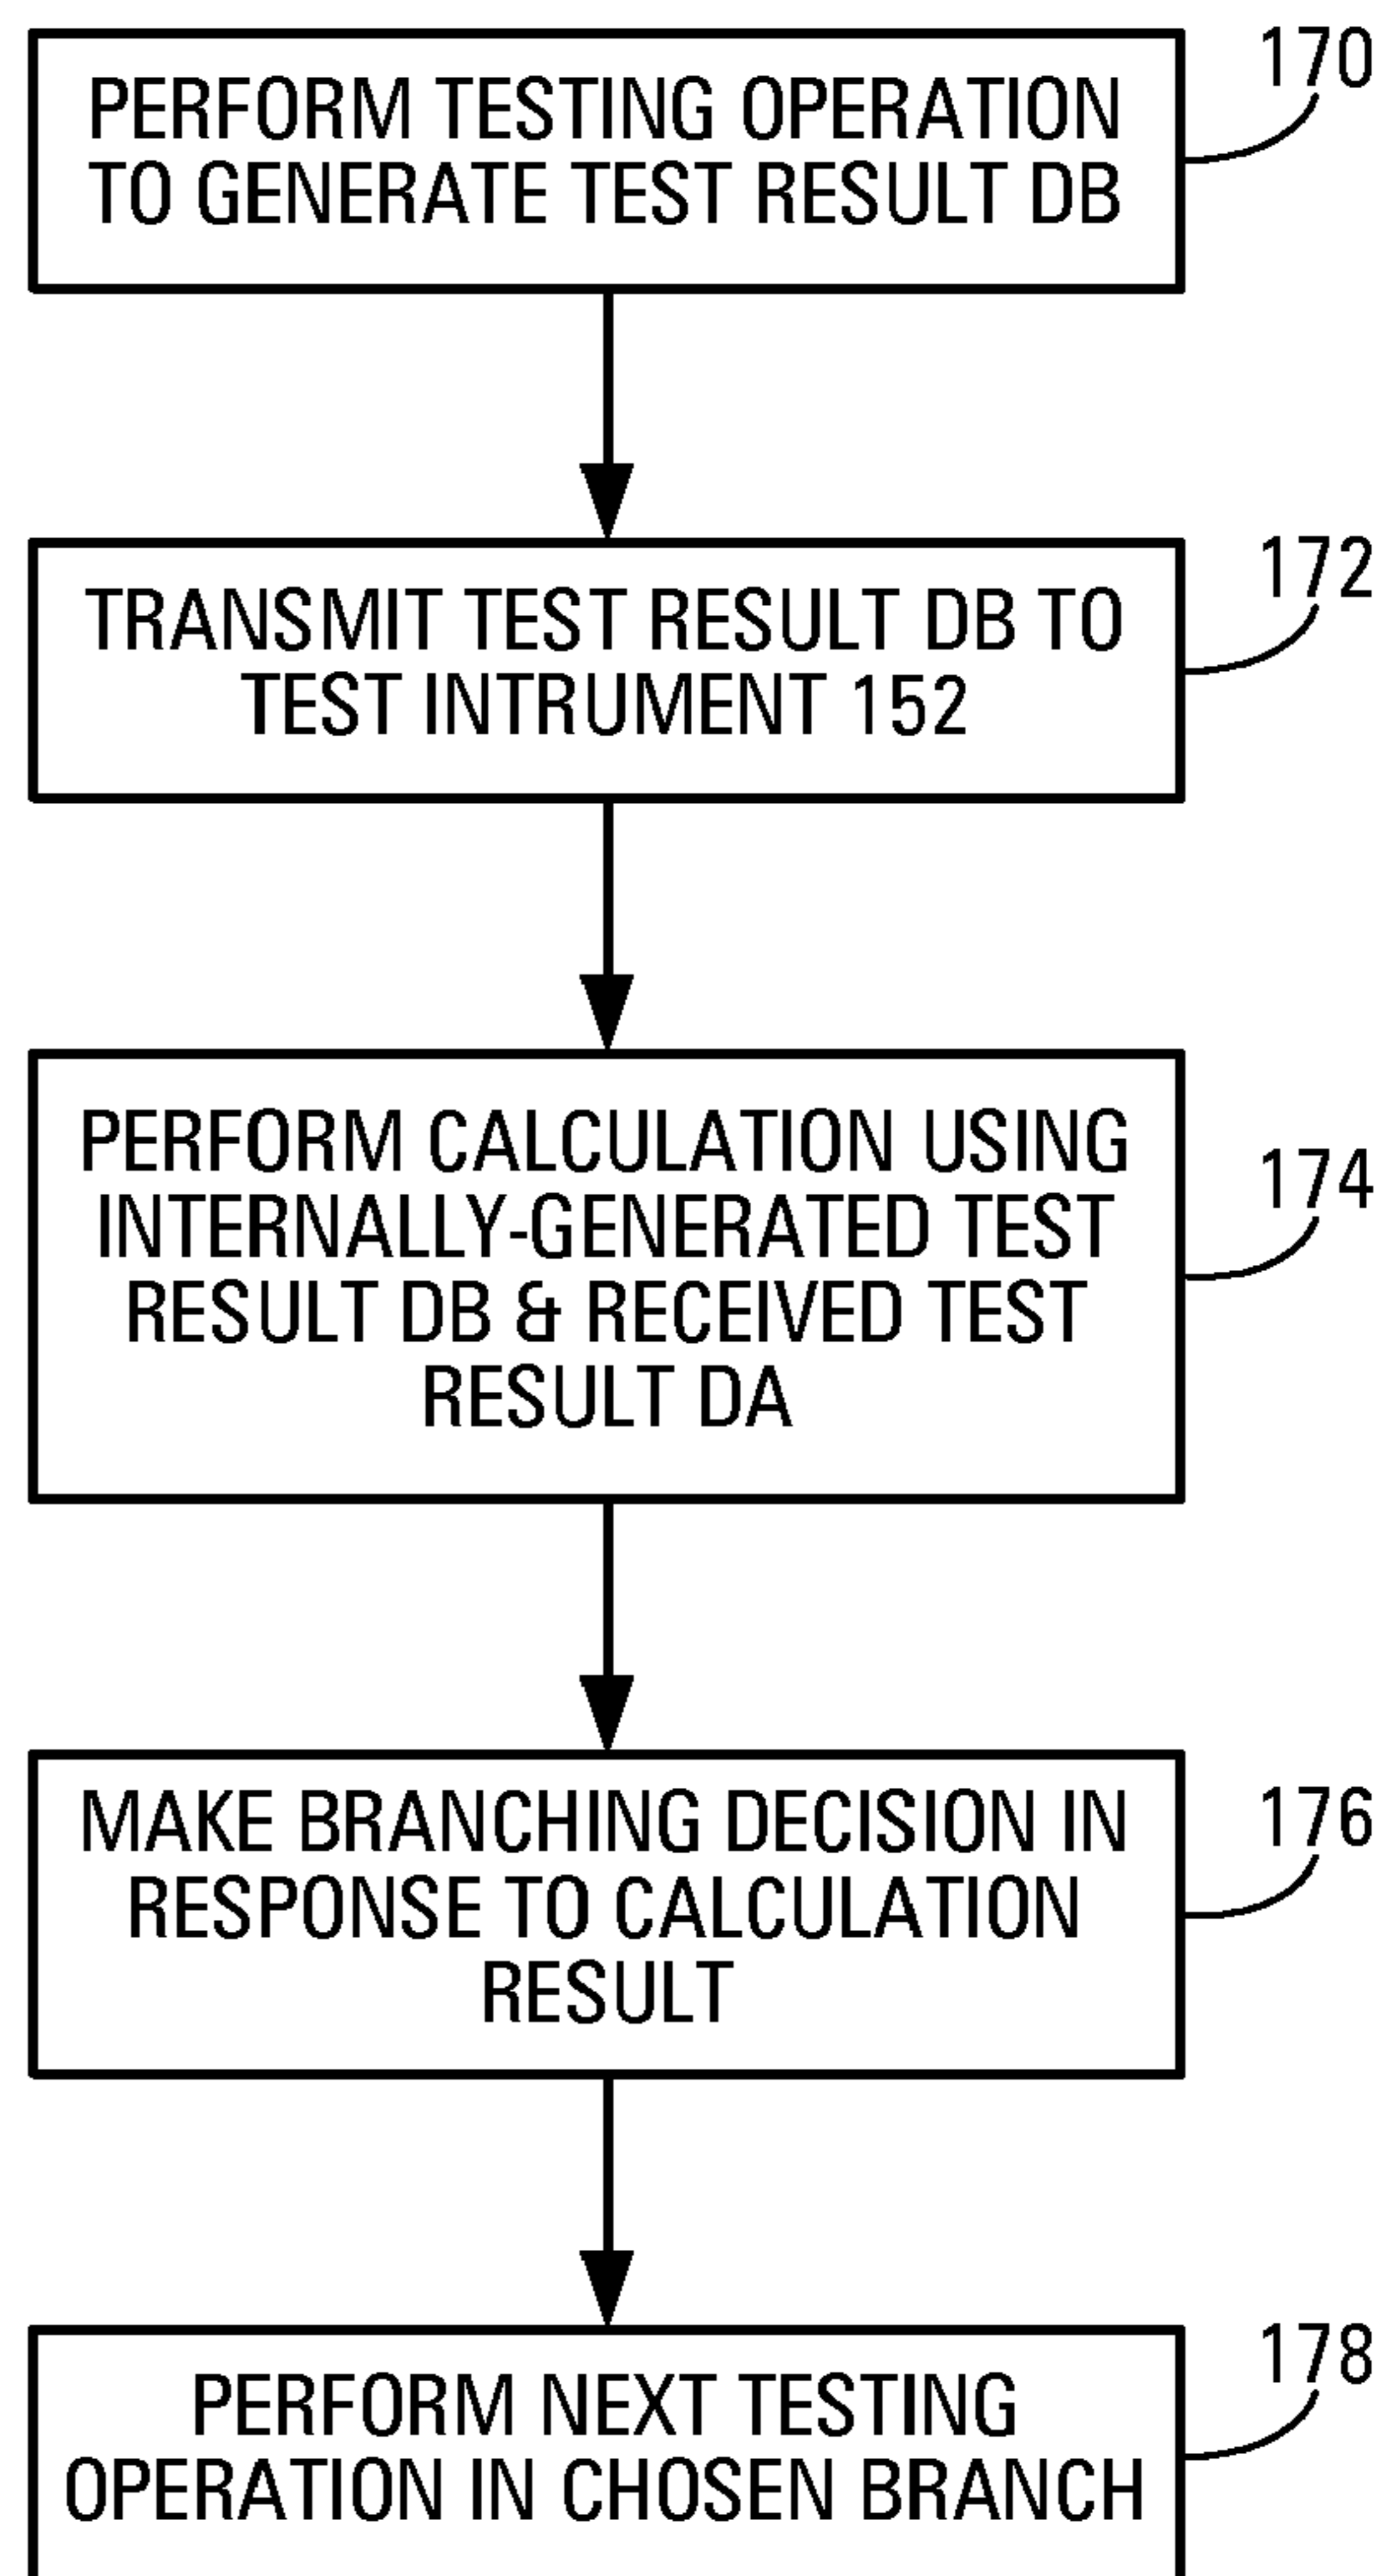 170
PERFORM TESTING OPERATION
TO GENERATE TEST RESULT DB
172
TRANSMIT TEST RESULT DB TO
TEST INTRUMENT 152
174
PERFORM CALCULATION USING
INTERNALLY-GENERATED TEST
RESULT DB & RECEIVED TEST
RESULT DA
176
MAKE BRANCHING DECISION IN
RESPONSE TO CALCULATION
RESULT
178
PERFORM NEXT TESTING
OPERATION IN CHOSEN BRANCH